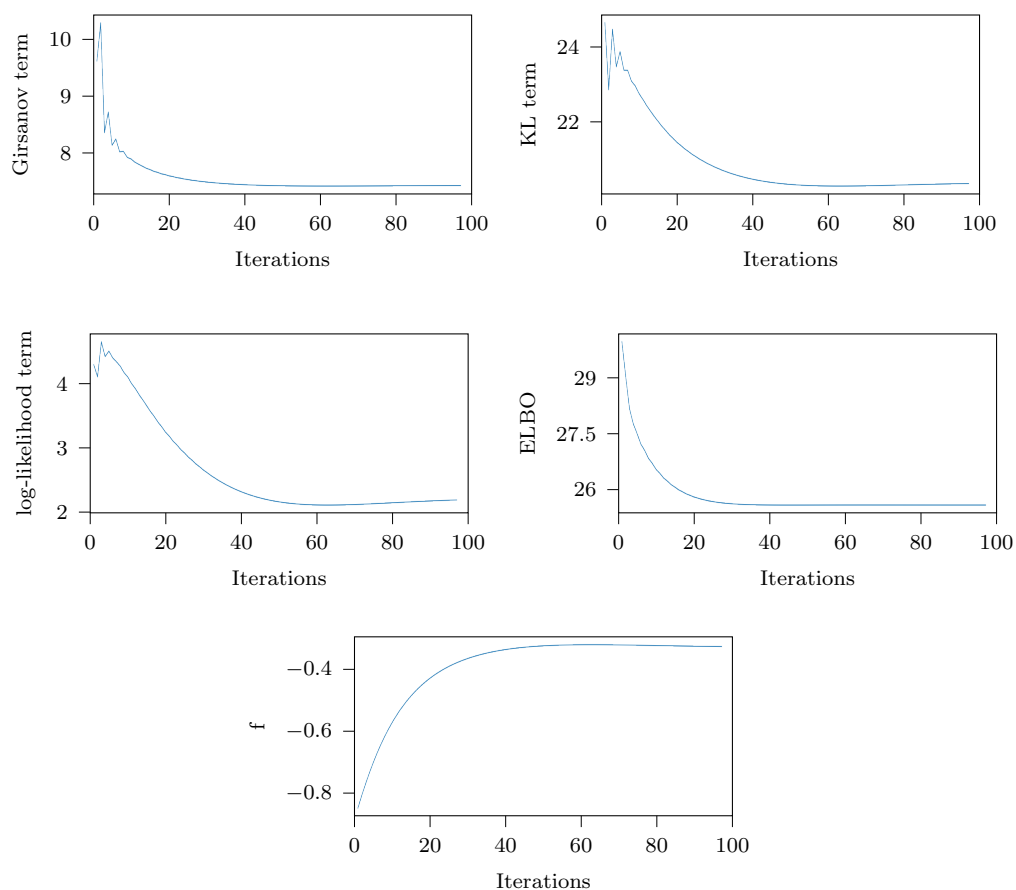 Girsanov term
10
9
8
0 20 40 60 80 100
Iterations
KL term
24
22
0 20 40 60 80 100
Iterations
log-likelihood term
4
3
2
0 20 40 60 80 100
Iterations
ELBO
29
27.5
26
0 20 40 60 80 100
Iterations
f
−0.4
−0.6
−0.8
0 20 40 60 80 100
Iterations